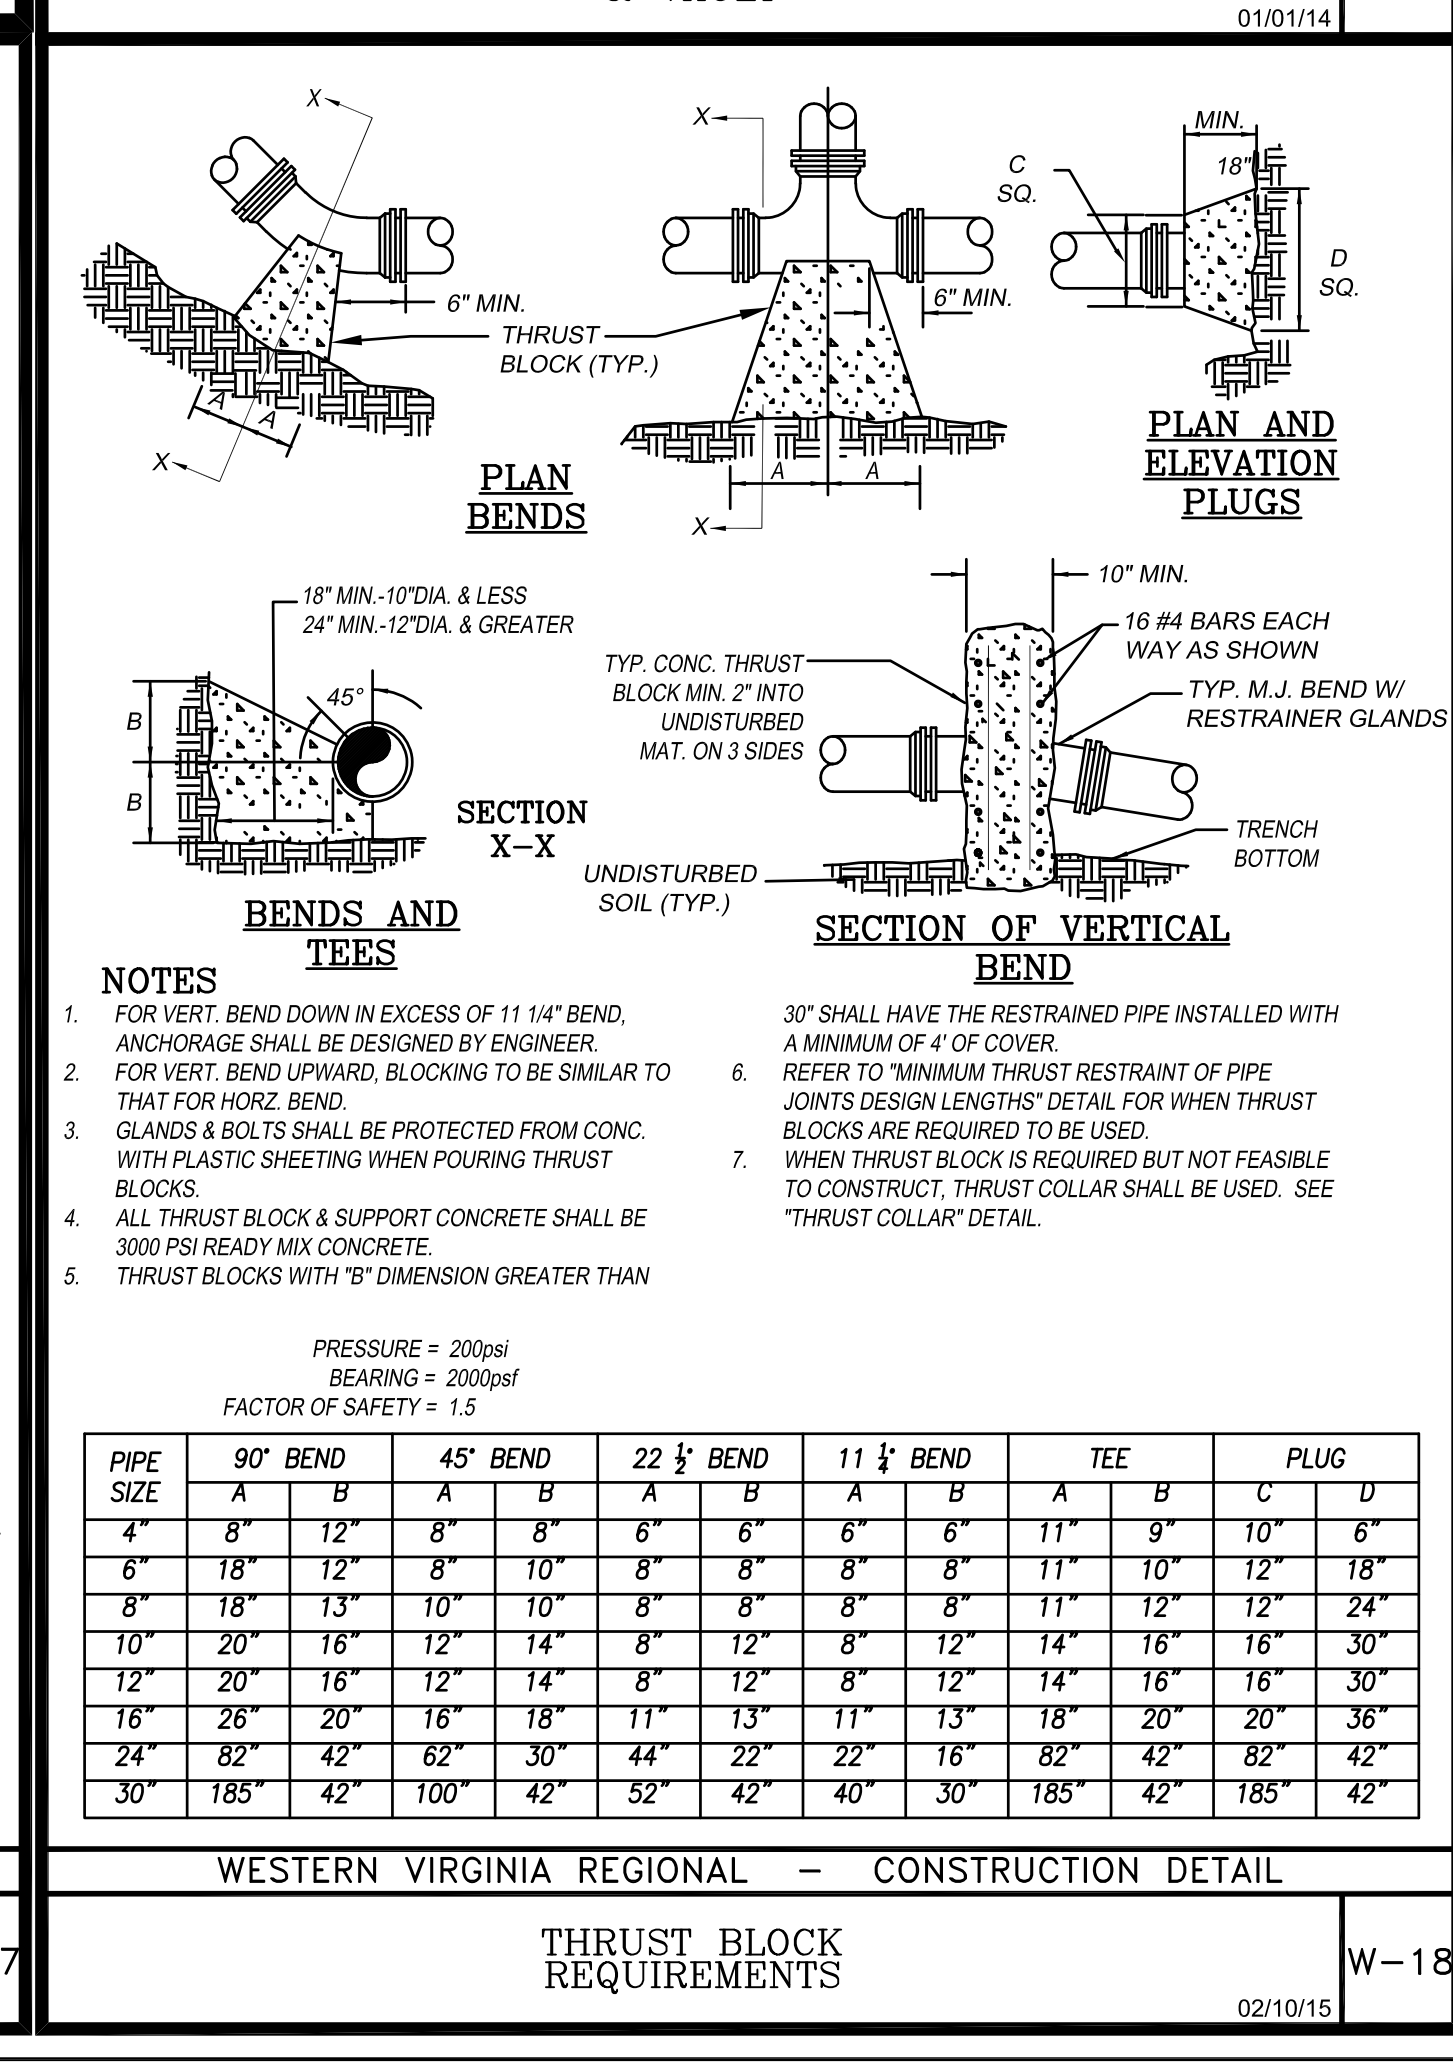 01/01/14
X
X
MIN.
18"
C
SQ.
D
SQ.
6" MIN.
6" MIN.
THRUST
BLOCK (TYP.)
A
A
X
A
A
X
PLAN
BENDS
PLAN AND
ELEVATION
PLUGS
18" MIN.-10"DIA. & LESS
24" MIN.-12"DIA. & GREATER
45°
B
B
SECTION
X-X
BENDS AND
TEES
10" MIN.
16 #4 BARS EACH
WAY AS SHOWN
TYP. CONC. THRUST
BLOCK MIN. 2" INTO
UNDISTURBED
MAT. ON 3 SIDES
TYP. M.J. BEND W/
RESTRAINER GLANDS
TRENCH
BOTTOM
UNDISTURBED
SOIL (TYP.)
SECTION OF VERTICAL
BEND
NOTES
1. FOR VERT. BEND DOWN IN EXCESS OF 11 1/4" BEND,
ANCHORAGE SHALL BE DESIGNED BY ENGINEER.
2. FOR VERT. BEND UPWARD, BLOCKING TO BE SIMILAR TO
THAT FOR HORZ. BEND.
3. GLANDS & BOLTS SHALL BE PROTECTED FROM CONC.
WITH PLASTIC SHEETING WHEN POURING THRUST
BLOCKS.
4. ALL THRUST BLOCK & SUPPORT CONCRETE SHALL BE
3000 PSI READY MIX CONCRETE.
5. THRUST BLOCKS WITH "B" DIMENSION GREATER THAN
30" SHALL HAVE THE RESTRAINED PIPE INSTALLED WITH
A MINIMUM OF 4' OF COVER.
6. REFER TO "MINIMUM THRUST RESTRAINT OF PIPE
JOINTS DESIGN LENGTHS" DETAIL FOR WHEN THRUST
BLOCKS ARE REQUIRED TO BE USED.
7. WHEN THRUST BLOCK IS REQUIRED BUT NOT FEASIBLE
TO CONSTRUCT, THRUST COLLAR SHALL BE USED. SEE
"THRUST COLLAR" DETAIL.
PRESSURE = 200psi
BEARING = 2000psf
FACTOR OF SAFETY = 1.5
PIPE SIZE 90° BEND 45° BEND 22 1/2° BEND 11 1/4° BEND TEE PLUG
A B A B A B A B A B C D
4" 8" 12" 8" 8" 6" 6" 6" 6" 11" 9" 10" 6"
6" 18" 12" 8" 10" 8" 8" 8" 8" 11" 10" 12" 18"
8" 18" 13" 10" 10" 8" 8" 8" 8" 11" 12" 12" 24"
10" 20" 16" 12" 14" 8" 12" 8" 12" 14" 16" 16" 30"
12" 20" 16" 12" 14" 8" 12" 8" 12" 14" 16" 16" 30"
16" 26" 20" 16" 18" 11" 13" 11" 13" 18" 20" 20" 36"
24" 82" 42" 62" 30" 44" 22" 22" 16" 82" 42" 82" 42"
30" 185" 42" 100" 42" 52" 42" 40" 30" 185" 42" 185" 42"
WESTERN VIRGINIA REGIONAL - CONSTRUCTION DETAIL
THRUST BLOCK
REQUIREMENTS
7
W-18
02/10/15